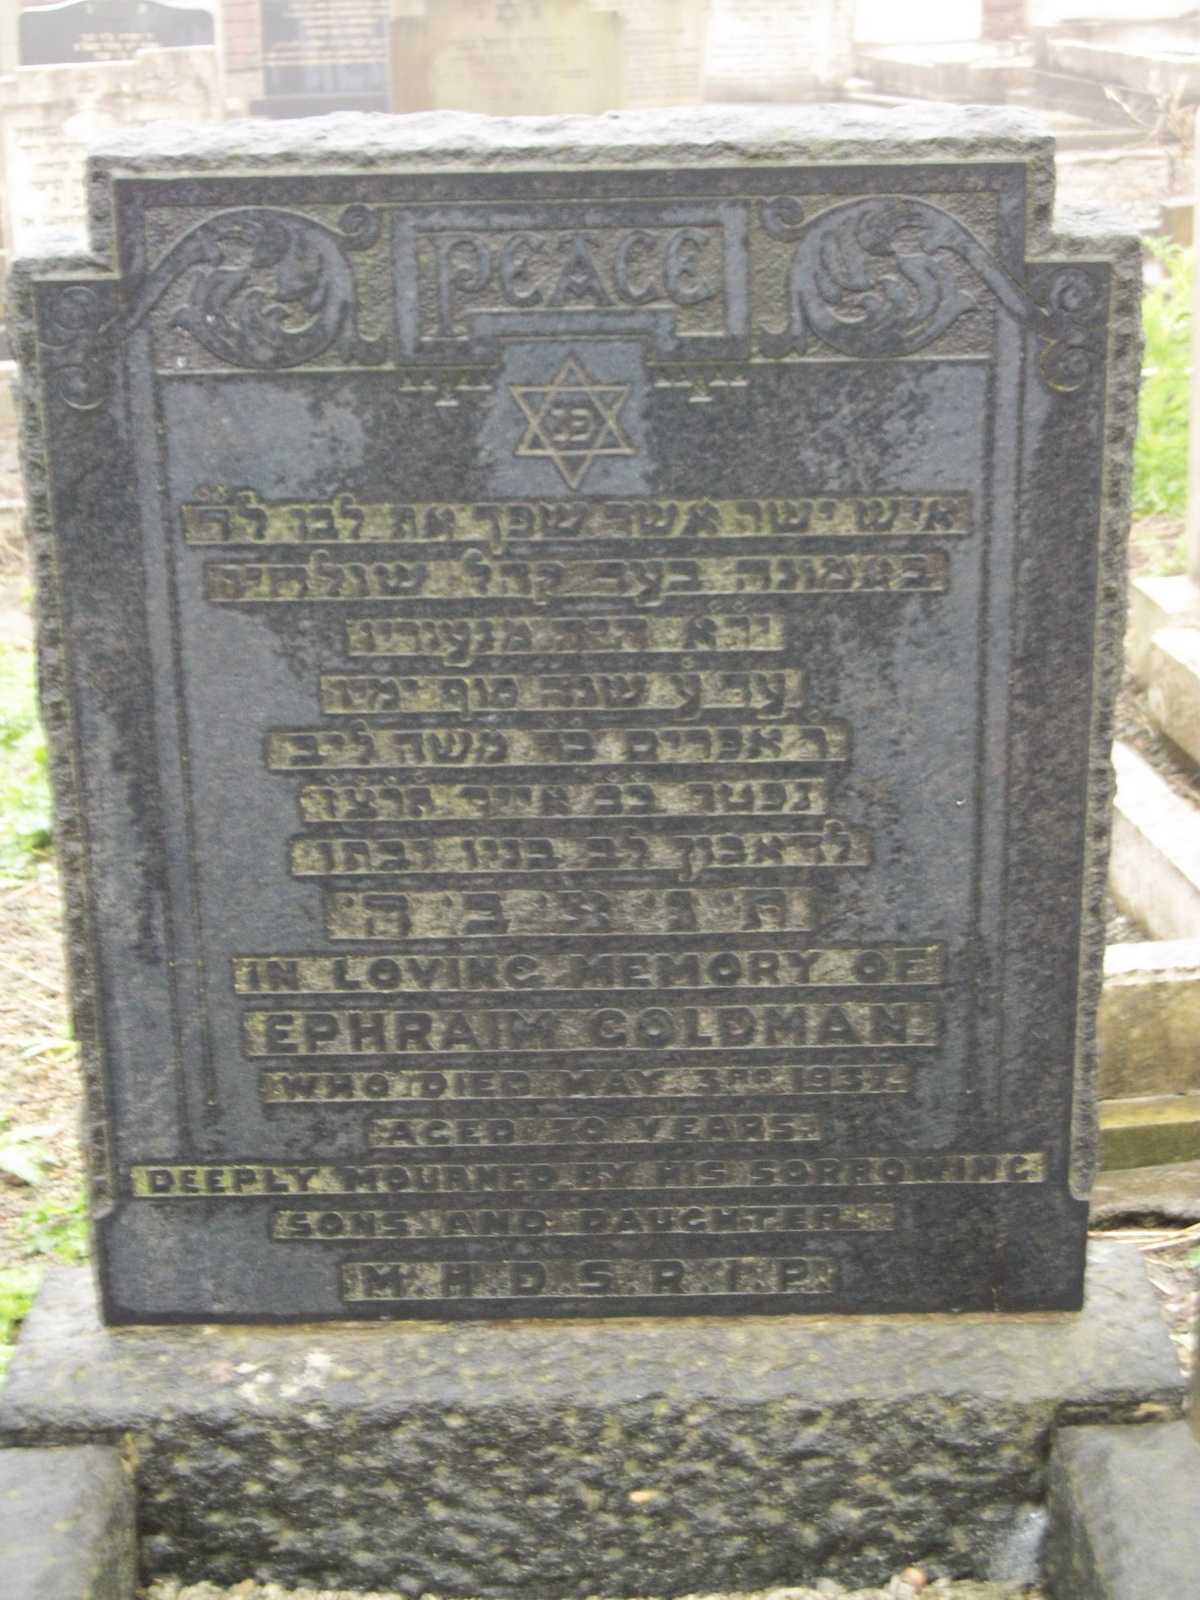 PEACE
פנ
איש ישר אשר שפך את לבו לה׳
באמונה בעד קהל
ירא היה מנעוריו
עד ע׳ שנה סוף ימיו
ר׳ אפרים בר משה ליב
נפטר כ״ב אייר תרצ״ז
לדאבון לב בניו ובתו
ת׳ נ׳ צ׳ ב׳ ה׳
IN LOVING MEMORY OF
EPHRAIM GOLDMAN.
WHO DIED MAY 3RD 1937.
AGED 70 YEARS.
DEEPLY MOURNED BY HIS SORROWING
SONS AND DAUGHTER.
M.H.D.S.R.I.P.